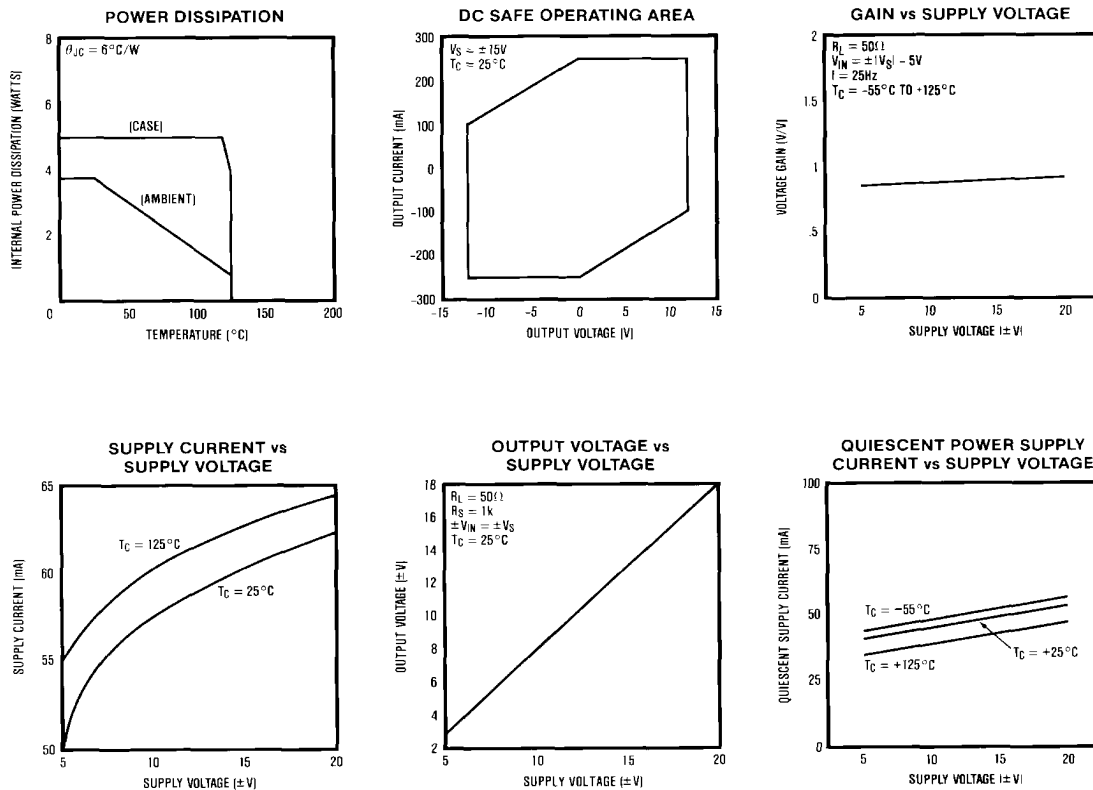 POWER DISSIPATION
INTERNAL POWER DISSIPATION (WATTS)
8
6
4
2
0
θJC = 6°C/W
(CASE)
(AMBIENT)
0
50
100
150
200
TEMPERATURE (°C)
DC SAFE OPERATING AREA
OUTPUT CURRENT (mA)
300
200
100
0
-100
-200
-300
VS = ±15V
TC = 25°C
-15
-10
-5
0
5
10
15
OUTPUT VOLTAGE (V)
GAIN vs SUPPLY VOLTAGE
VOLTAGE GAIN (V/V)
2
1.5
1
.5
0
RL = 50Ω
VIN = ±|VS| - 5V
f = 25Hz
TC = -55°C TO +125°C
5
10
15
20
SUPPLY VOLTAGE (±V)
SUPPLY CURRENT vs
SUPPLY VOLTAGE
SUPPLY CURRENT (mA)
65
60
55
50
TC = 125°C
TC = 25°C
5
10
15
20
SUPPLY VOLTAGE (±V)
OUTPUT VOLTAGE vs
SUPPLY VOLTAGE
OUTPUT VOLTAGE (±V)
18
16
14
12
10
8
6
4
2
RL = 50Ω
RS = 1k
±VIN = ±VS
TC = 25°C
5
10
15
20
SUPPLY VOLTAGE (±V)
QUIESCENT POWER SUPPLY
CURRENT vs SUPPLY VOLTAGE
QUIESCENT SUPPLY CURRENT (mA)
100
75
50
25
0
TC = -55°C
TC = +25°C
TC = +125°C
5
10
15
20
SUPPLY VOLTAGE (±V)